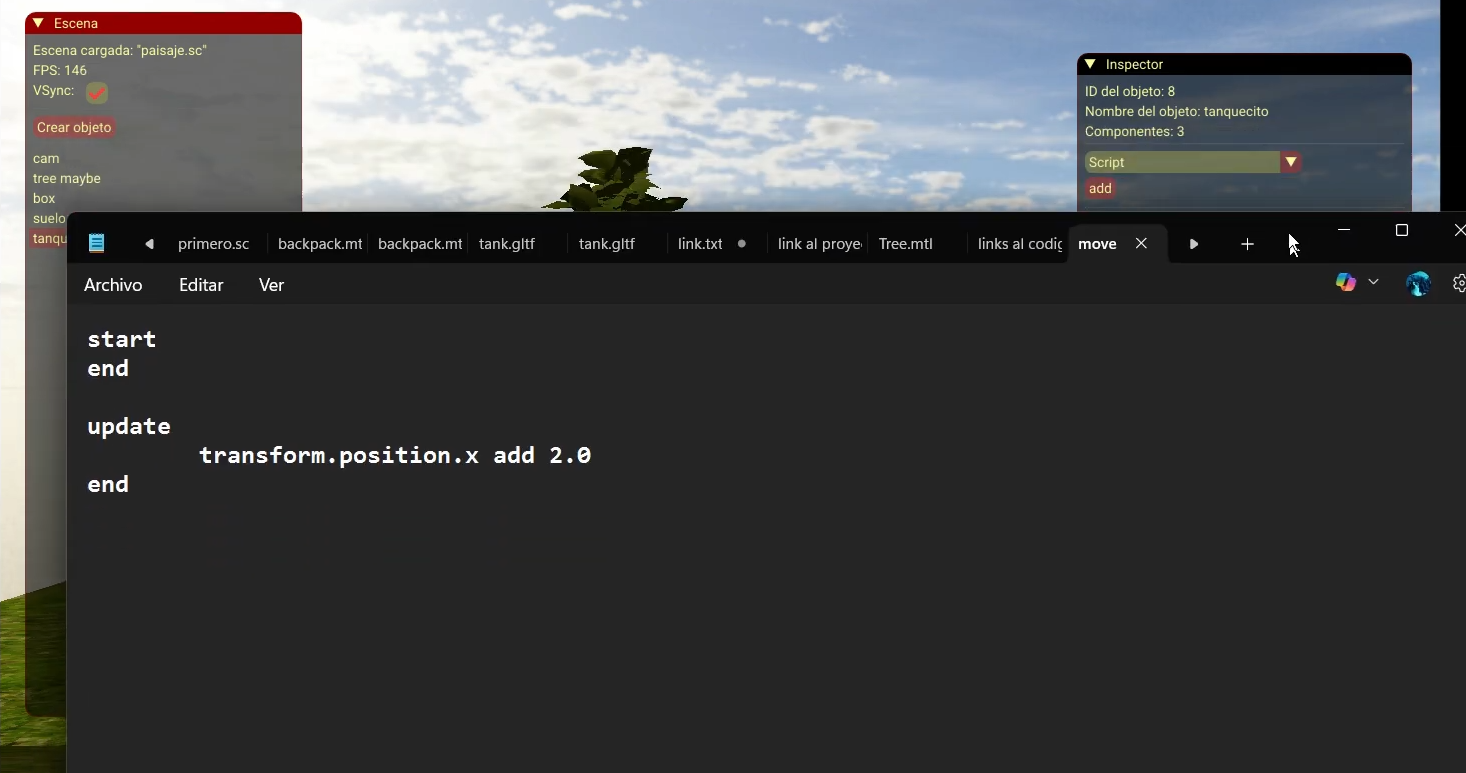 Escena
Escena cargada: "paisaje.sc"
FPS: 146
VSync:
Crear objeto
cam
tree maybe
box
suelo
tanqu
Inspector
ID del objeto: 8
Nombre del objeto: tanquecito
Componentes: 3
Script
add
primero.sc
backpack.mt
backpack.mt
tank.gltf
tank.gltf
link.txt
link al proye
Tree.mtl
links al codig
move
Archivo Editar Ver
start
end
update
transform.position.x add 2.0
end